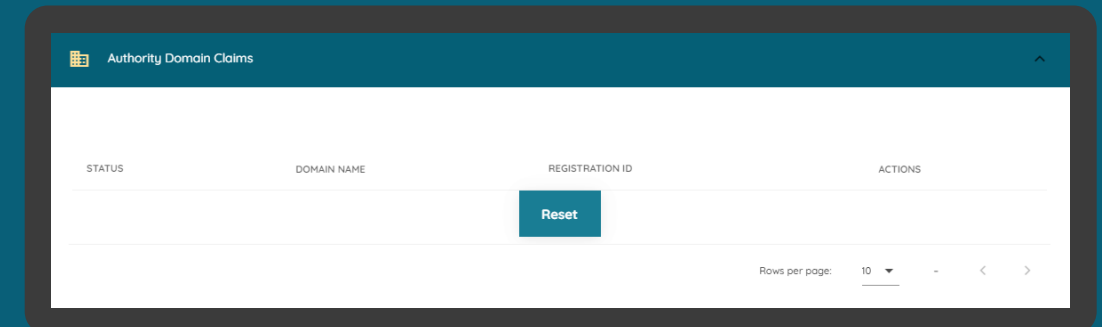 Authority Domain Claims
STATUS DOMAIN NAME REGISTRATION ID ACTIONS
Reset
Rows per page: 10 -